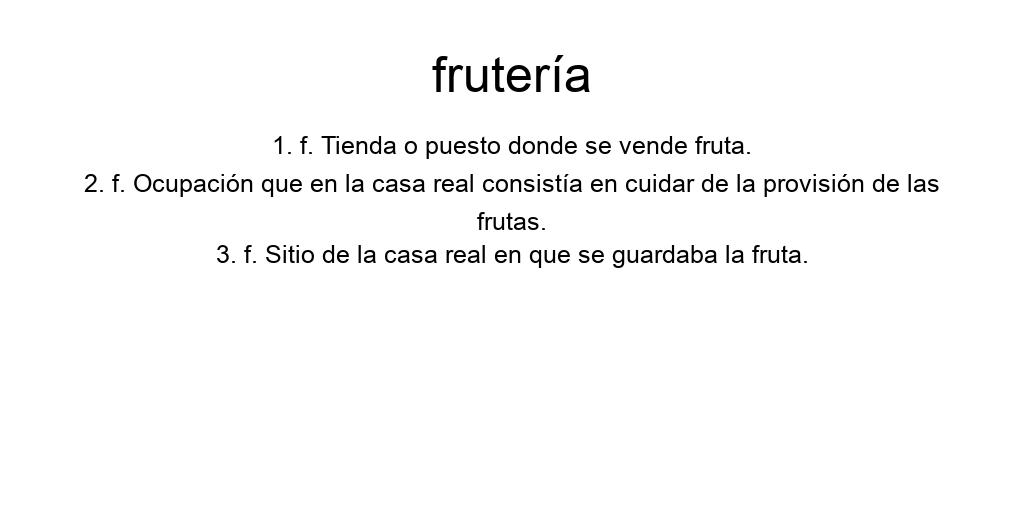 frutería
1. f. Tienda o puesto donde se vende fruta.
2. f. Ocupación que en la casa real consistía en cuidar de la provisión de las
frutas.
3. f. Sitio de la casa real en que se guardaba la fruta.